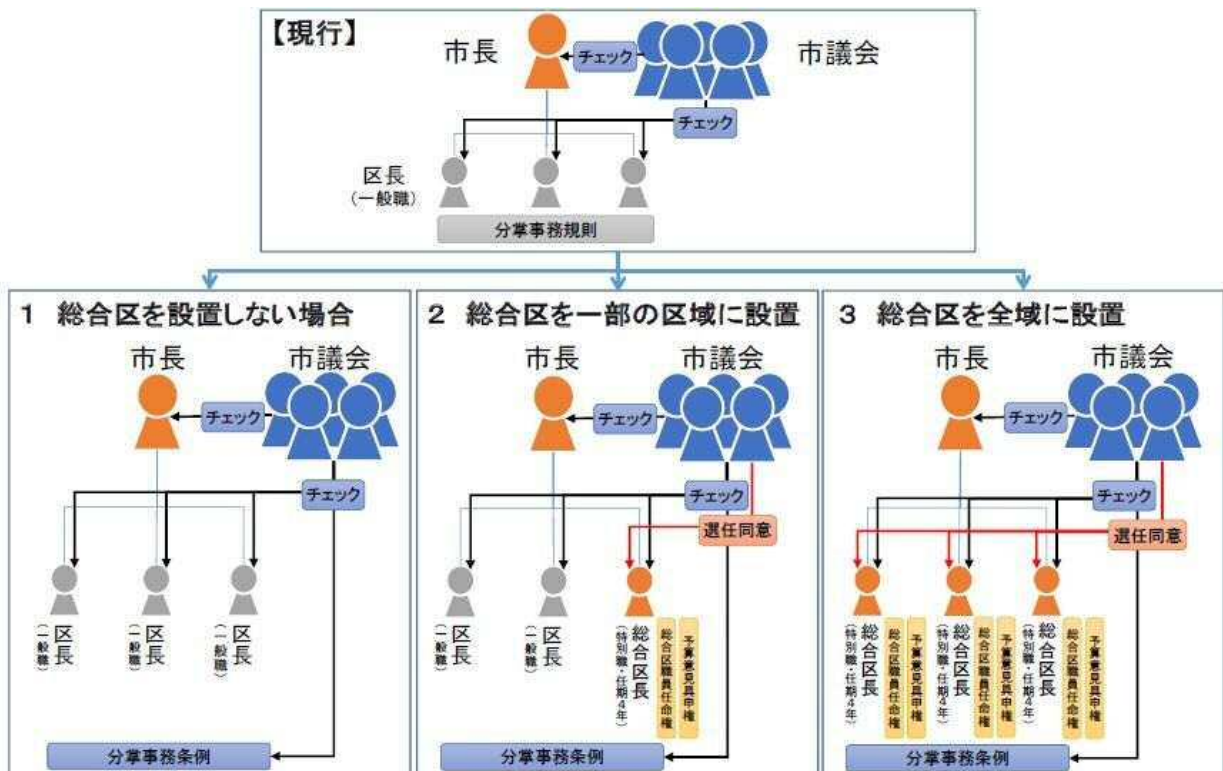 【現行】
市長
チェック
市議会
チェック
区長
(一般職)
分掌事務規則
1 総合区を設置しない場合
市長
市議会
チェック
チェック
区長
(一般職)
区長
(一般職)
区長
(一般職)
分掌事務条例
2 総合区を一部の区域に設置
市長
市議会
チェック
チェック
選任同意
区長
(一般職)
区長
(一般職)
総合区長
(特別職・任期4年)
総合区職員任命権
予算意見具申権
分掌事務条例
3 総合区を全域に設置
市長
市議会
チェック
チェック
選任同意
総合区長
(特別職・任期4年)
総合区職員任命権
予算意見具申権
総合区長
(特別職・任期4年)
総合区職員任命権
予算意見具申権
総合区長
(特別職・任期4年)
総合区職員任命権
予算意見具申権
分掌事務条例